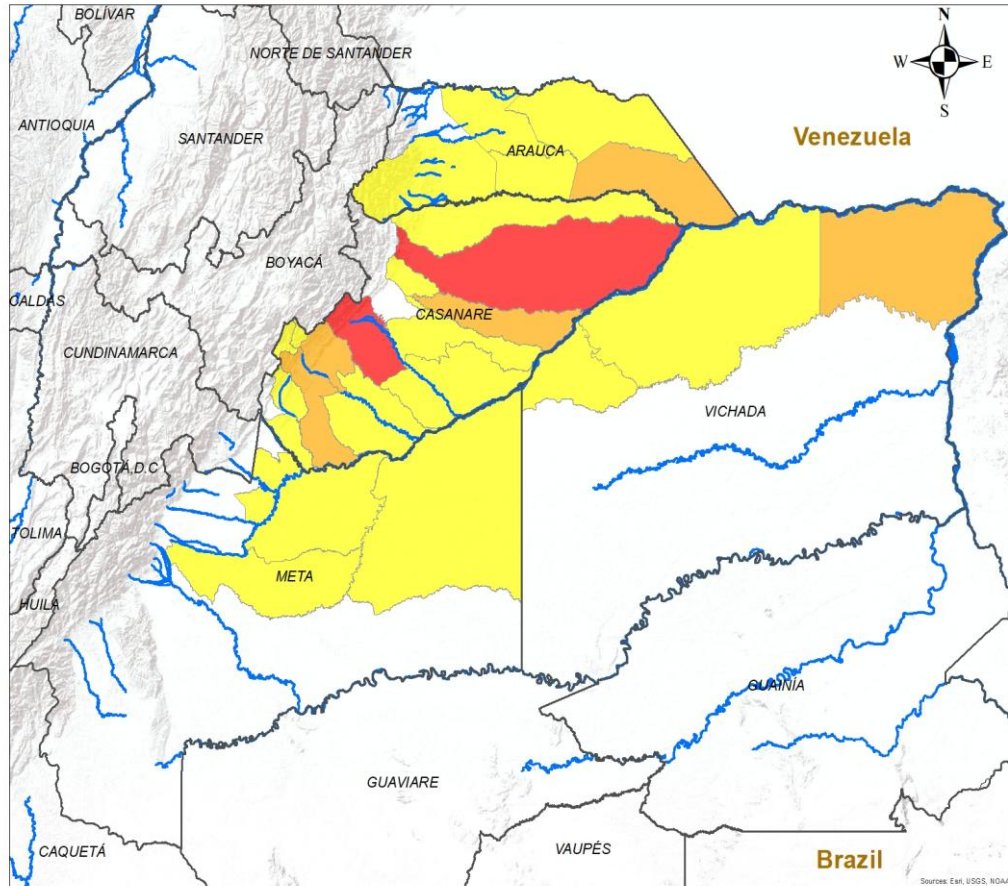 BOLÍVAR
N
NORTE DE SANTANDER
W
E
S
ANTIOQUIA
SANTANDER
Venezuela
ARAUCA
BOYACÁ
CALDAS
CASANARE
CUNDINAMARCA
VICHADA
BOGOTÁ, D.C
TOLIMA
META
HUILA
GUAINÍA
GUAVIARE
VAUPÉS
CAQUETÁ
Brazil
Sources: Esri, USGS, NOAA